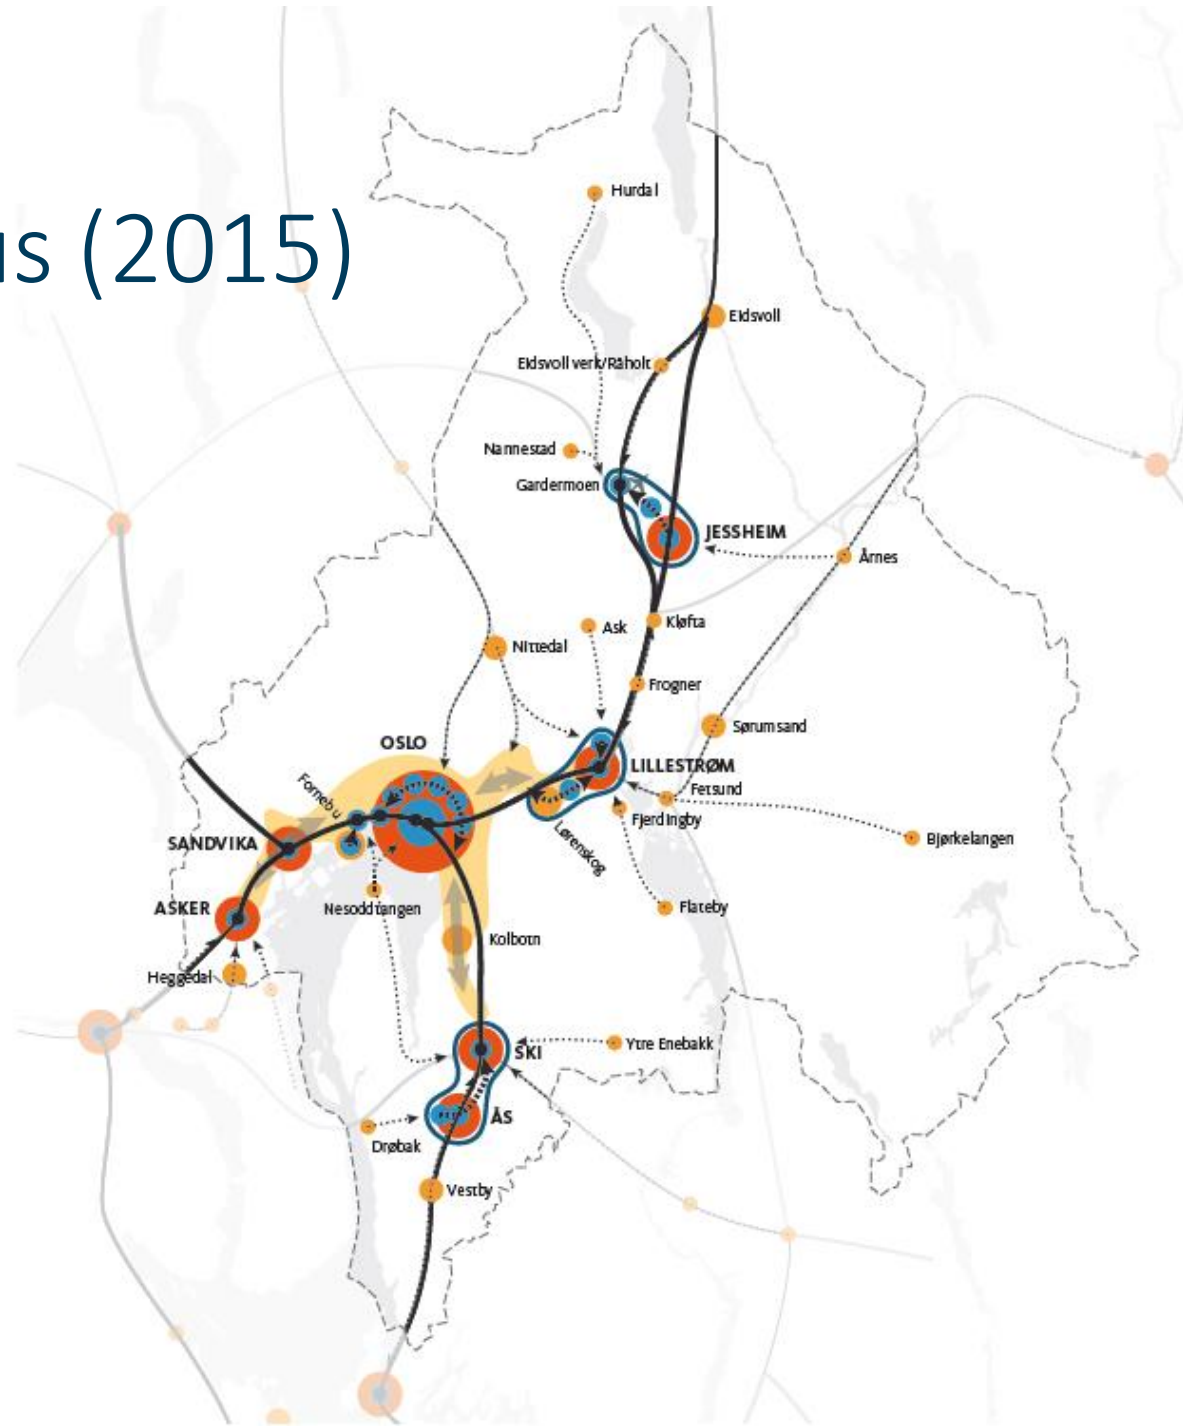 us (2015)
Hurdal
Eidsvoll
Eidsvoll verk/Råholt
Nannestad
Gardermoen
JESSHEIM
Årnes
Kløfta
Ask
Nittedal
Frogner
Sørumsand
OSLO
LILLESTRØM
Fetsund
Fornebu
Fjerdingby
SANDVIKA
Lørenskog
Bjørkelangen
ASKER
Nesoddtangen
Flateby
Kolbotn
Heggedal
Ytre Enebakk
SKI
ÅS
Drøbak
Vestby